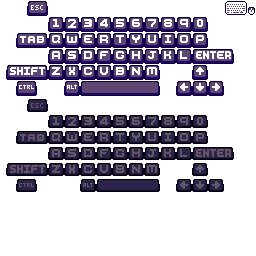 ESC
1 2 3 4 5 6 7 8 9 0
TAB Q W E R T Y U I O P
A S D F G H J K L ENTER
SHIFT Z X C V B N M ↑
CTRL ALT ← ↓ →
ESC
1 2 3 4 5 6 7 8 9 0
TAB Q W E R T Y U I O P
A S D F G H J K L ENTER
SHIFT Z X C V B N M ↑
CTRL ALT ← ↓ →